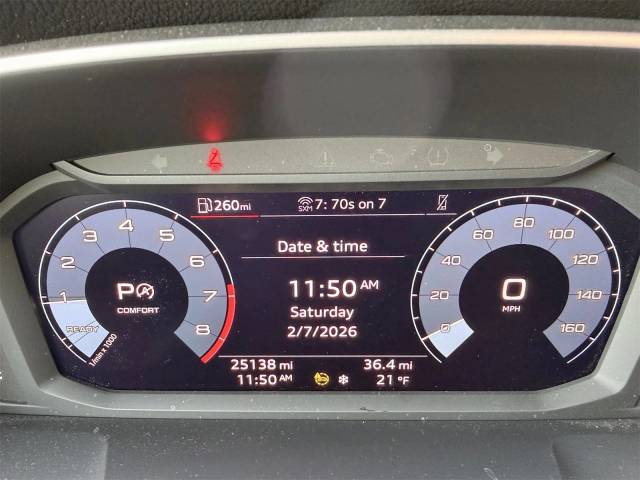 260mi
SXM 7: 70s on 7
Date & time
11:50 AM
Saturday
2/7/2026
25138 mi
11:50 AM
36.4 mi
21 °F
P A
COMFORT
READY
1
2
3
4
5
6
7
8
1/min x 1000
0
MPH
0
20
40
60
80
100
120
140
160